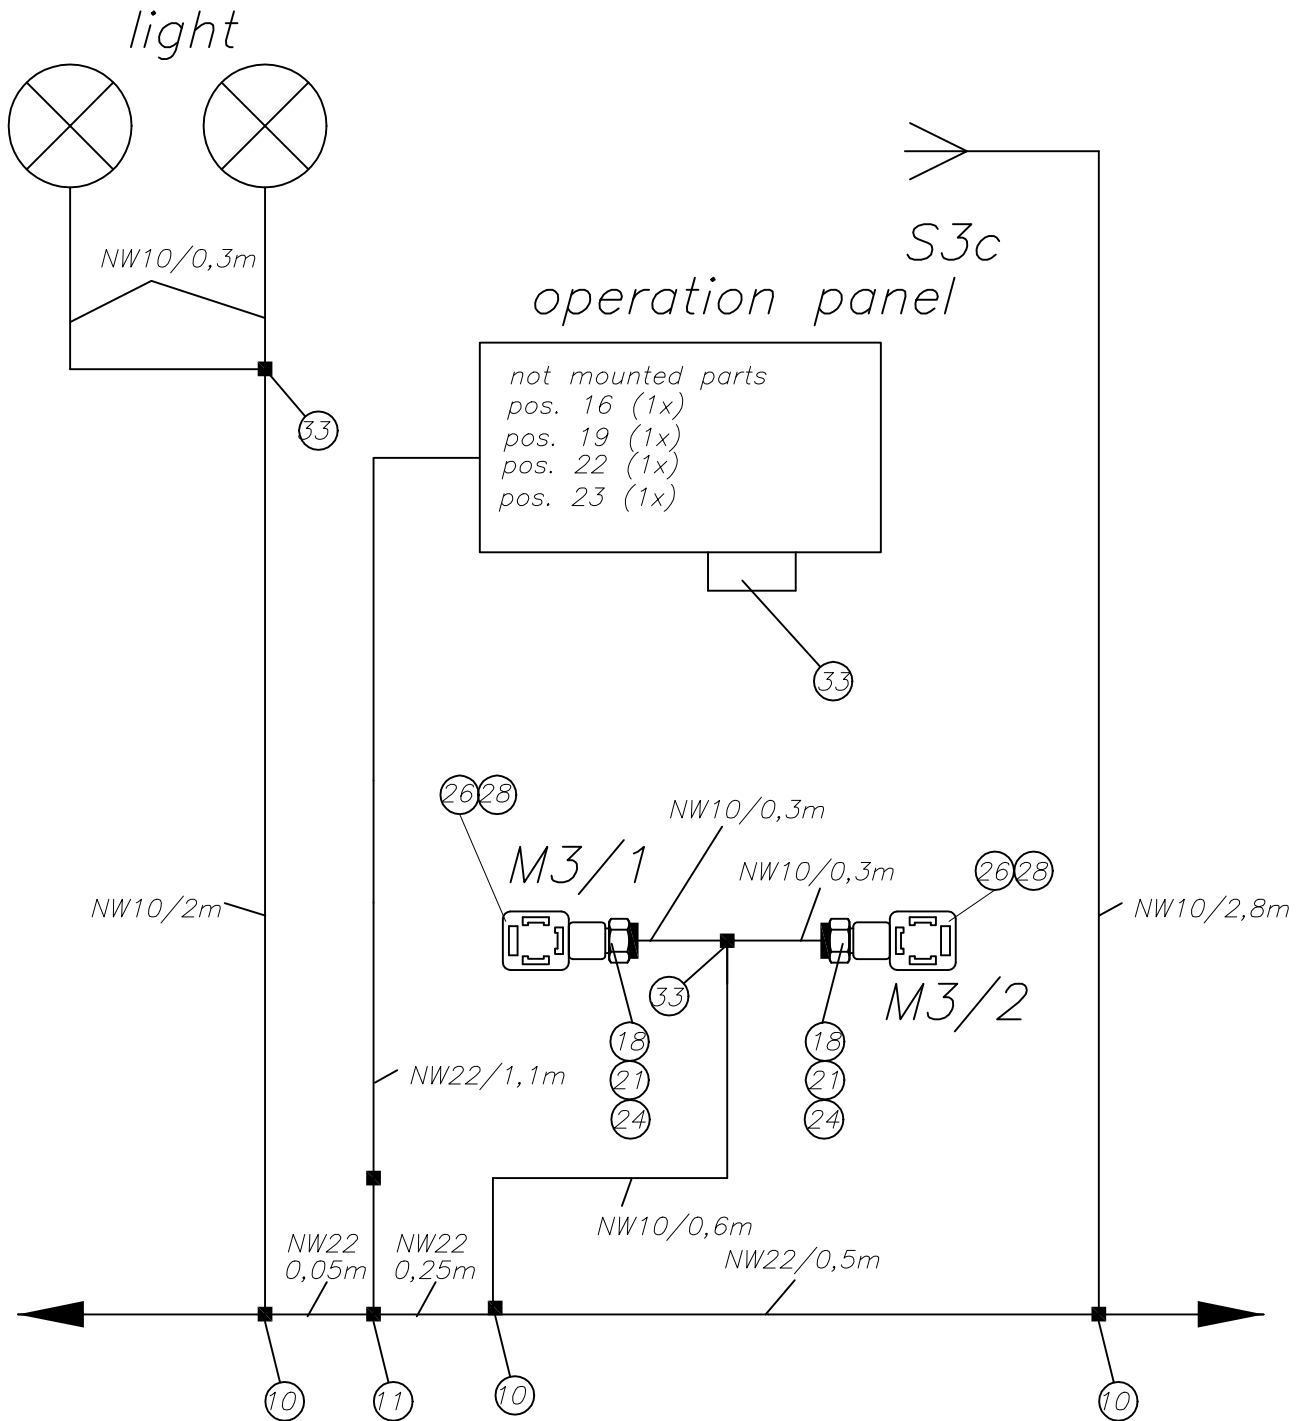 light
NW10/0,3m
S3c
operation panel
not mounted parts
pos. 16 (1x)
pos. 19 (1x)
pos. 22 (1x)
pos. 23 (1x)
33
33
26 28
NW10/0,3m
M3/1
NW10/0,3m
26 28
NW10/2m
NW10/2,8m
33
M3/2
18
21
24
18
21
24
NW22/1,1m
NW10/0,6m
NW22
0,05m
NW22
0,25m
NW22/0,5m
10
11
10
10